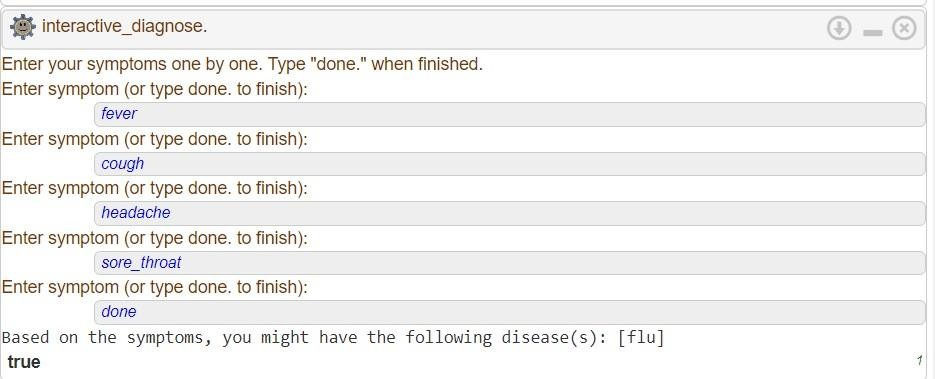 interactive_diagnose.
Enter your symptoms one by one. Type "done." when finished.
Enter symptom (or type done. to finish):
fever
Enter symptom (or type done. to finish):
cough
Enter symptom (or type done. to finish):
headache
Enter symptom (or type done. to finish):
sore_throat
Enter symptom (or type done. to finish):
done
Based on the symptoms, you might have the following disease(s): [flu]
true 1